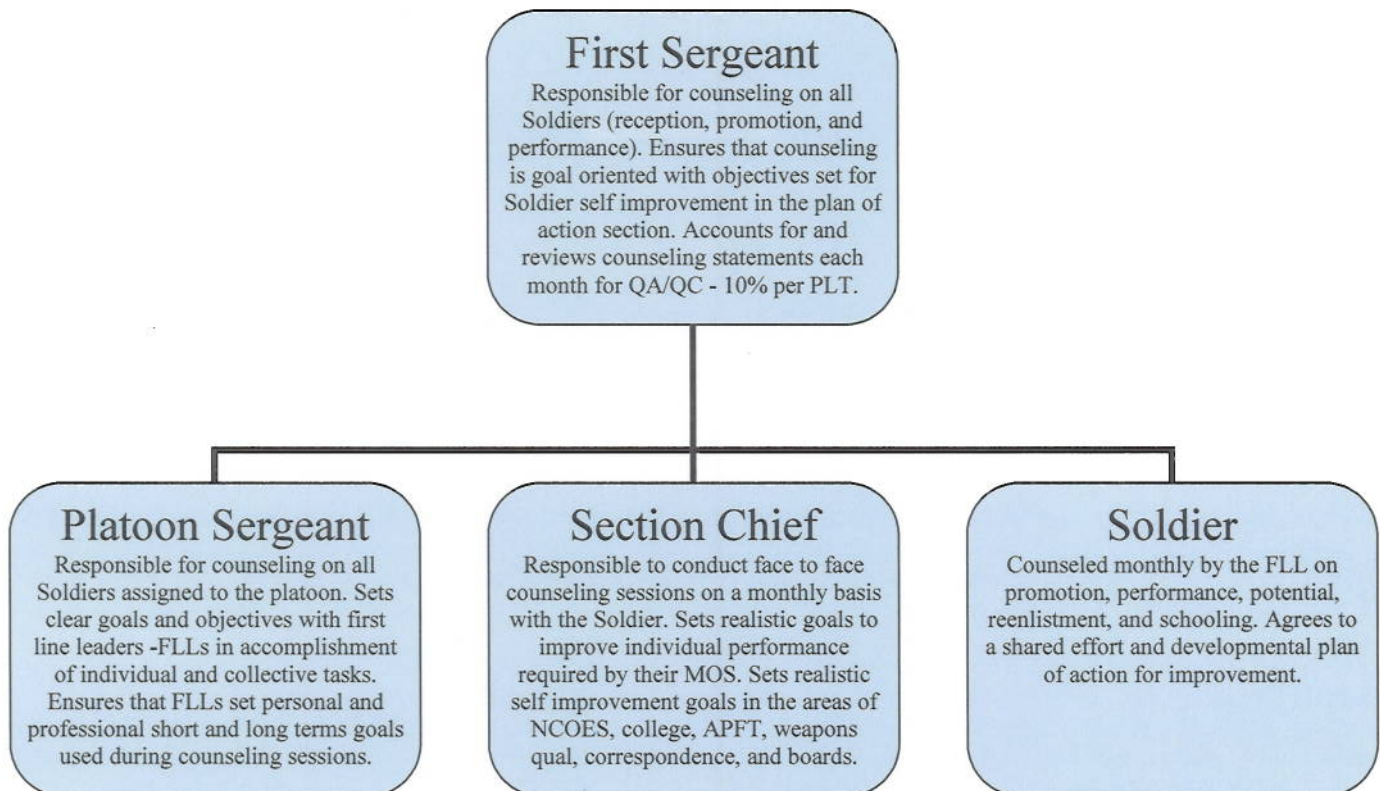 First Sergeant
Responsible for counseling on all
Soldiers (reception, promotion, and
performance). Ensures that counseling
is goal oriented with objectives set for
Soldier self improvement in the plan of
action section. Accounts for and
reviews counseling statements each
month for QA/QC - 10% per PLT.
Platoon Sergeant
Responsible for counseling on all
Soldiers assigned to the platoon. Sets
clear goals and objectives with first
line leaders -FLLs in accomplishment
of individual and collective tasks.
Ensures that FLLs set personal and
professional short and long terms goals
used during counseling sessions.
Section Chief
Responsible to conduct face to face
counseling sessions on a monthly basis
with the Soldier. Sets realistic goals to
improve individual performance
required by their MOS. Sets realistic
self improvement goals in the areas of
NCOES, college, APFT, weapons
qual, correspondence, and boards.
Soldier
Counseled monthly by the FLL on
promotion, performance, potential,
reenlistment, and schooling. Agrees to
a shared effort and developmental plan
of action for improvement.